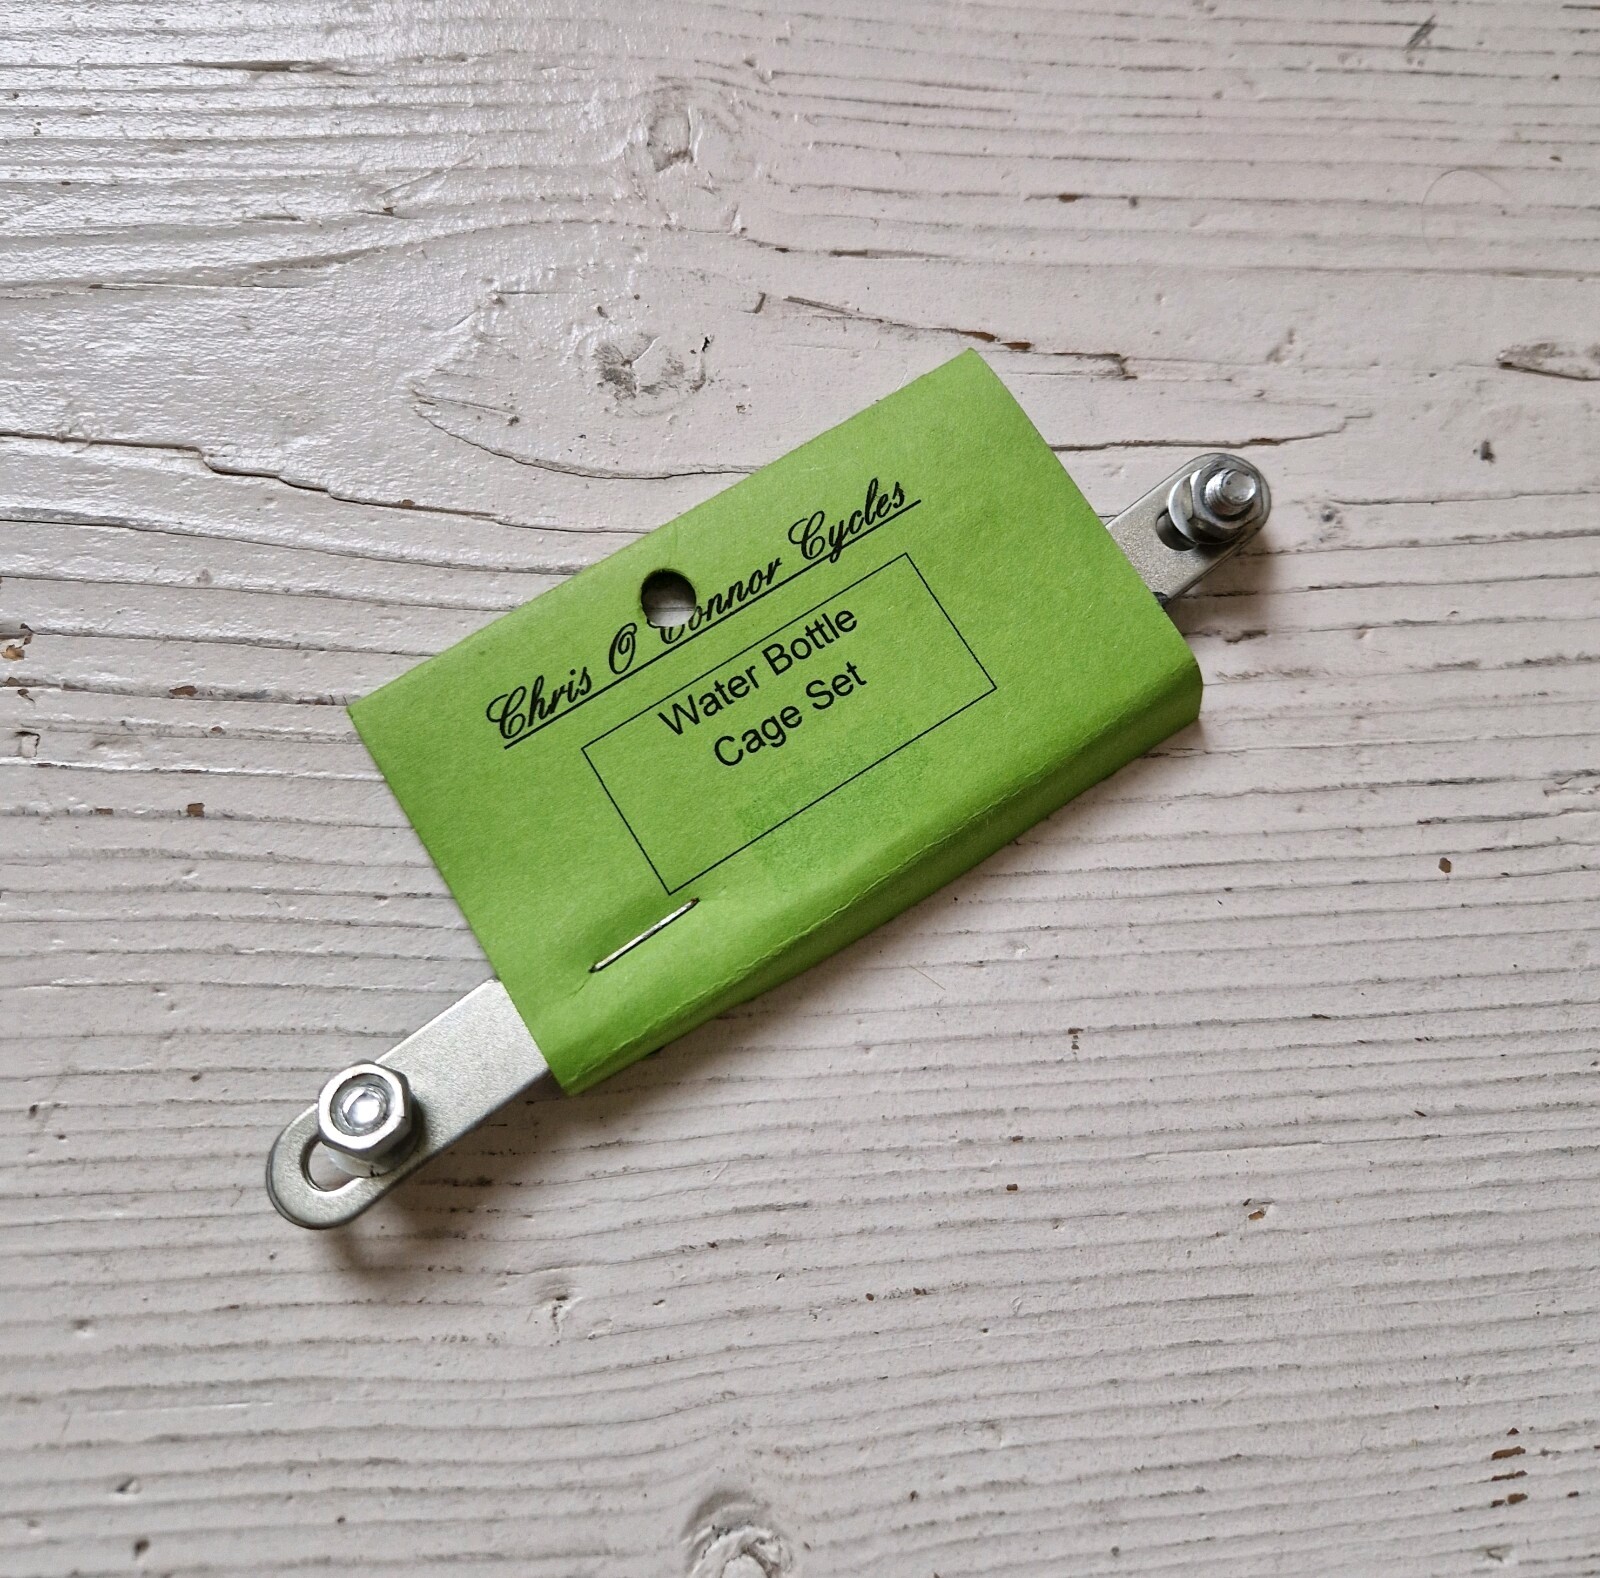 Chris O'Connor Cycles
Water Bottle
Cage Set